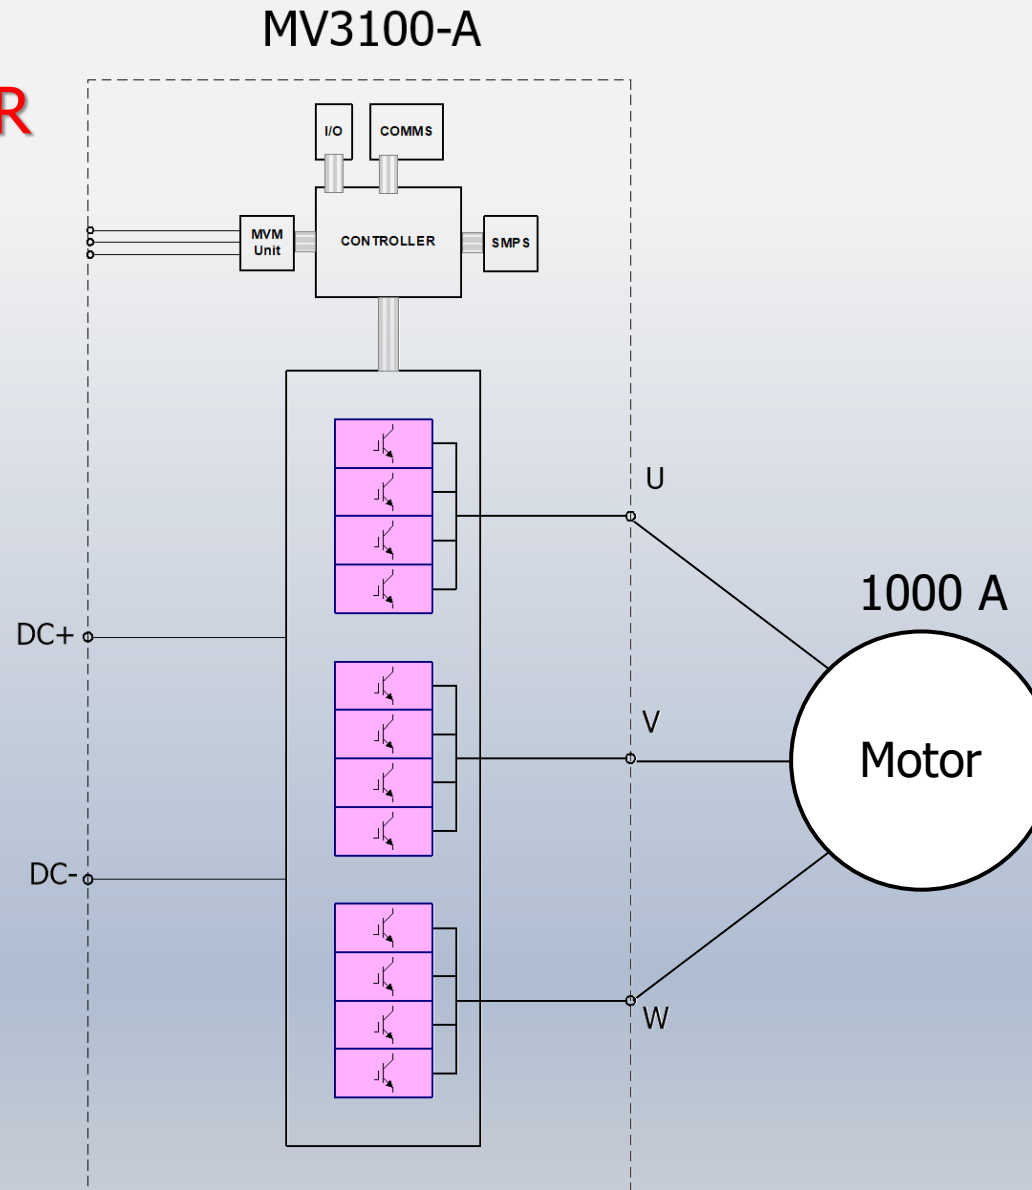 MV3100-A
R
I/O
COMMS
MVM
Unit
CONTROLLER
SMPS
U
1000 A
DC+
V
Motor
DC-
W